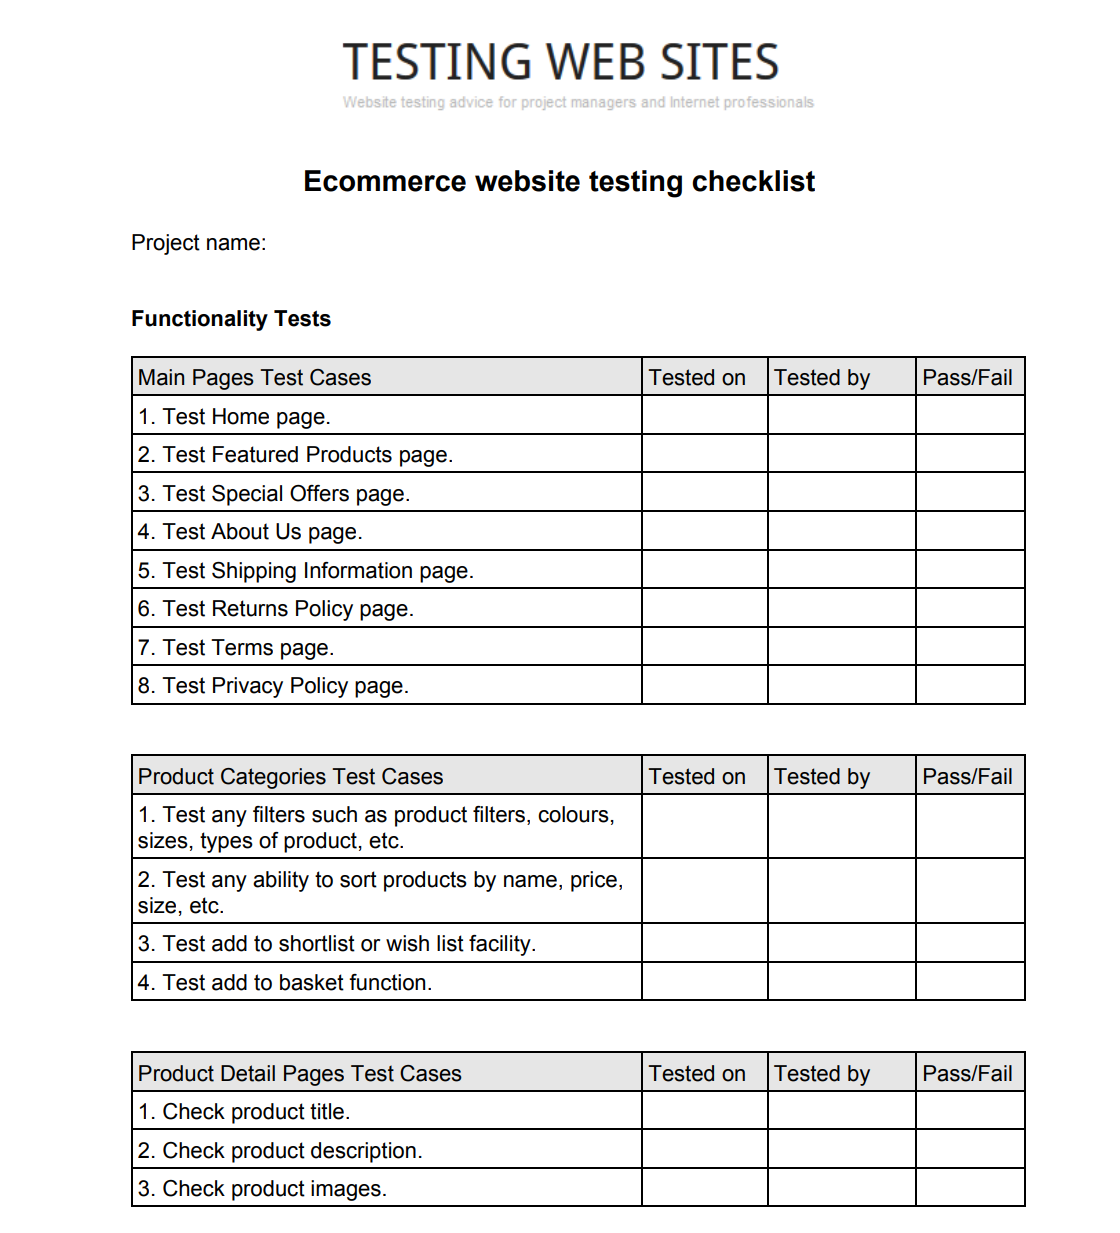 TESTING WEB SITES
Website testing advice for project managers and Internet professionals
Ecommerce website testing checklist
Project name:
Functionality Tests
Main Pages Test Cases Tested on Tested by Pass/Fail
1. Test Home page.
2. Test Featured Products page.
3. Test Special Offers page.
4. Test About Us page.
5. Test Shipping Information page.
6. Test Returns Policy page.
7. Test Terms page.
8. Test Privacy Policy page.
Product Categories Test Cases Tested on Tested by Pass/Fail
1. Test any filters such as product filters, colours,
sizes, types of product, etc.
2. Test any ability to sort products by name, price,
size, etc.
3. Test add to shortlist or wish list facility.
4. Test add to basket function.
Product Detail Pages Test Cases Tested on Tested by Pass/Fail
1. Check product title.
2. Check product description.
3. Check product images.